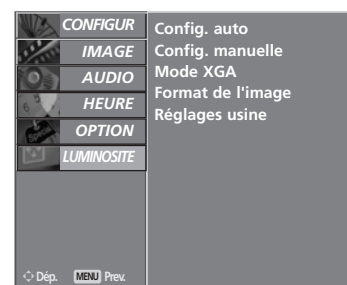 CONFIGUR
IMAGE
AUDIO
HEURE
OPTION
LUMINOSITE
Config. auto
Config. manuelle
Mode XGA
Format de l'image
Réglages usine
Dép. MENU Prev.